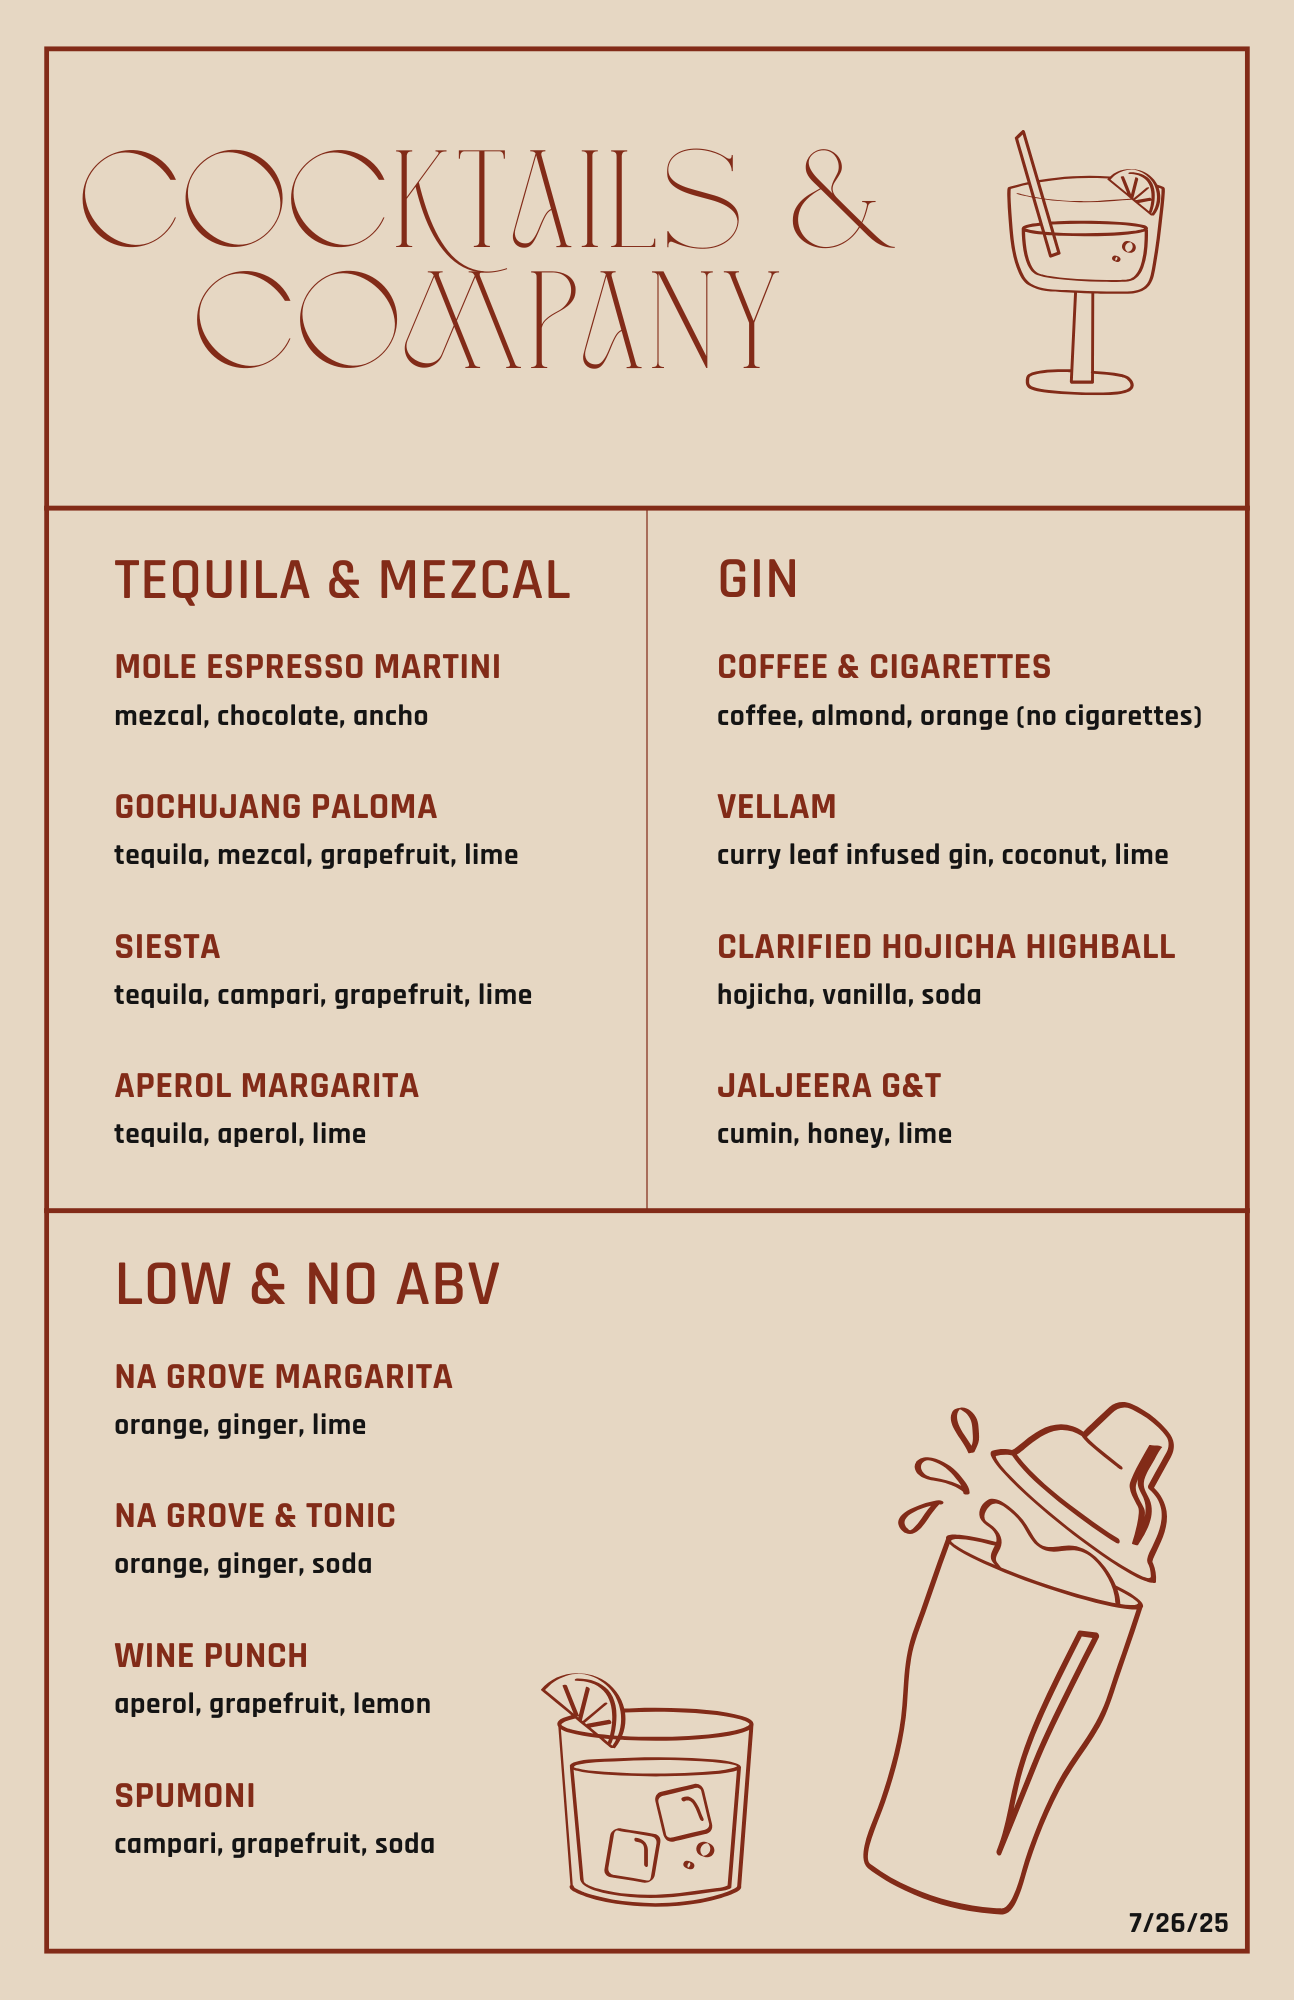 COCKTAILS &
COMPANY
TEQUILA & MEZCAL
MOLE ESPRESSO MARTINI
mezcal, chocolate, ancho
GOCHUJANG PALOMA
tequila, mezcal, grapefruit, lime
SIESTA
tequila, campari, grapefruit, lime
APEROL MARGARITA
tequila, aperol, lime
GIN
COFFEE & CIGARETTES
coffee, almond, orange (no cigarettes)
VELLAM
curry leaf infused gin, coconut, lime
CLARIFIED HOJICHA HIGHBALL
hojicha, vanilla, soda
JALJEERA G&T
cumin, honey, lime
LOW & NO ABV
NA GROVE MARGARITA
orange, ginger, lime
NA GROVE & TONIC
orange, ginger, soda
WINE PUNCH
aperol, grapefruit, lemon
SPUMONI
campari, grapefruit, soda
7/26/25